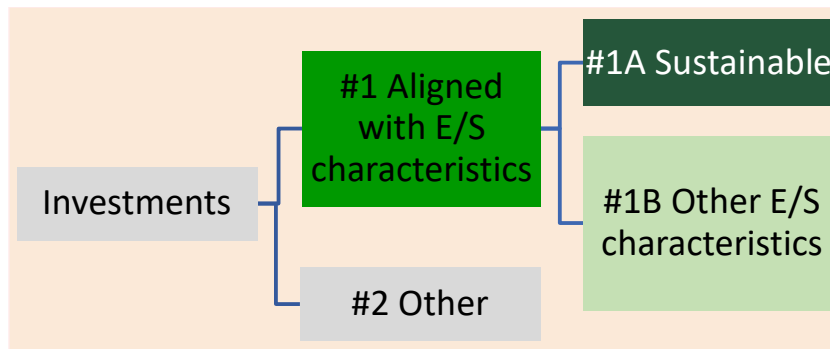 Investments
#1 Aligned
with E/S
characteristics
#2 Other
#1A Sustainable
#1B Other E/S
characteristics